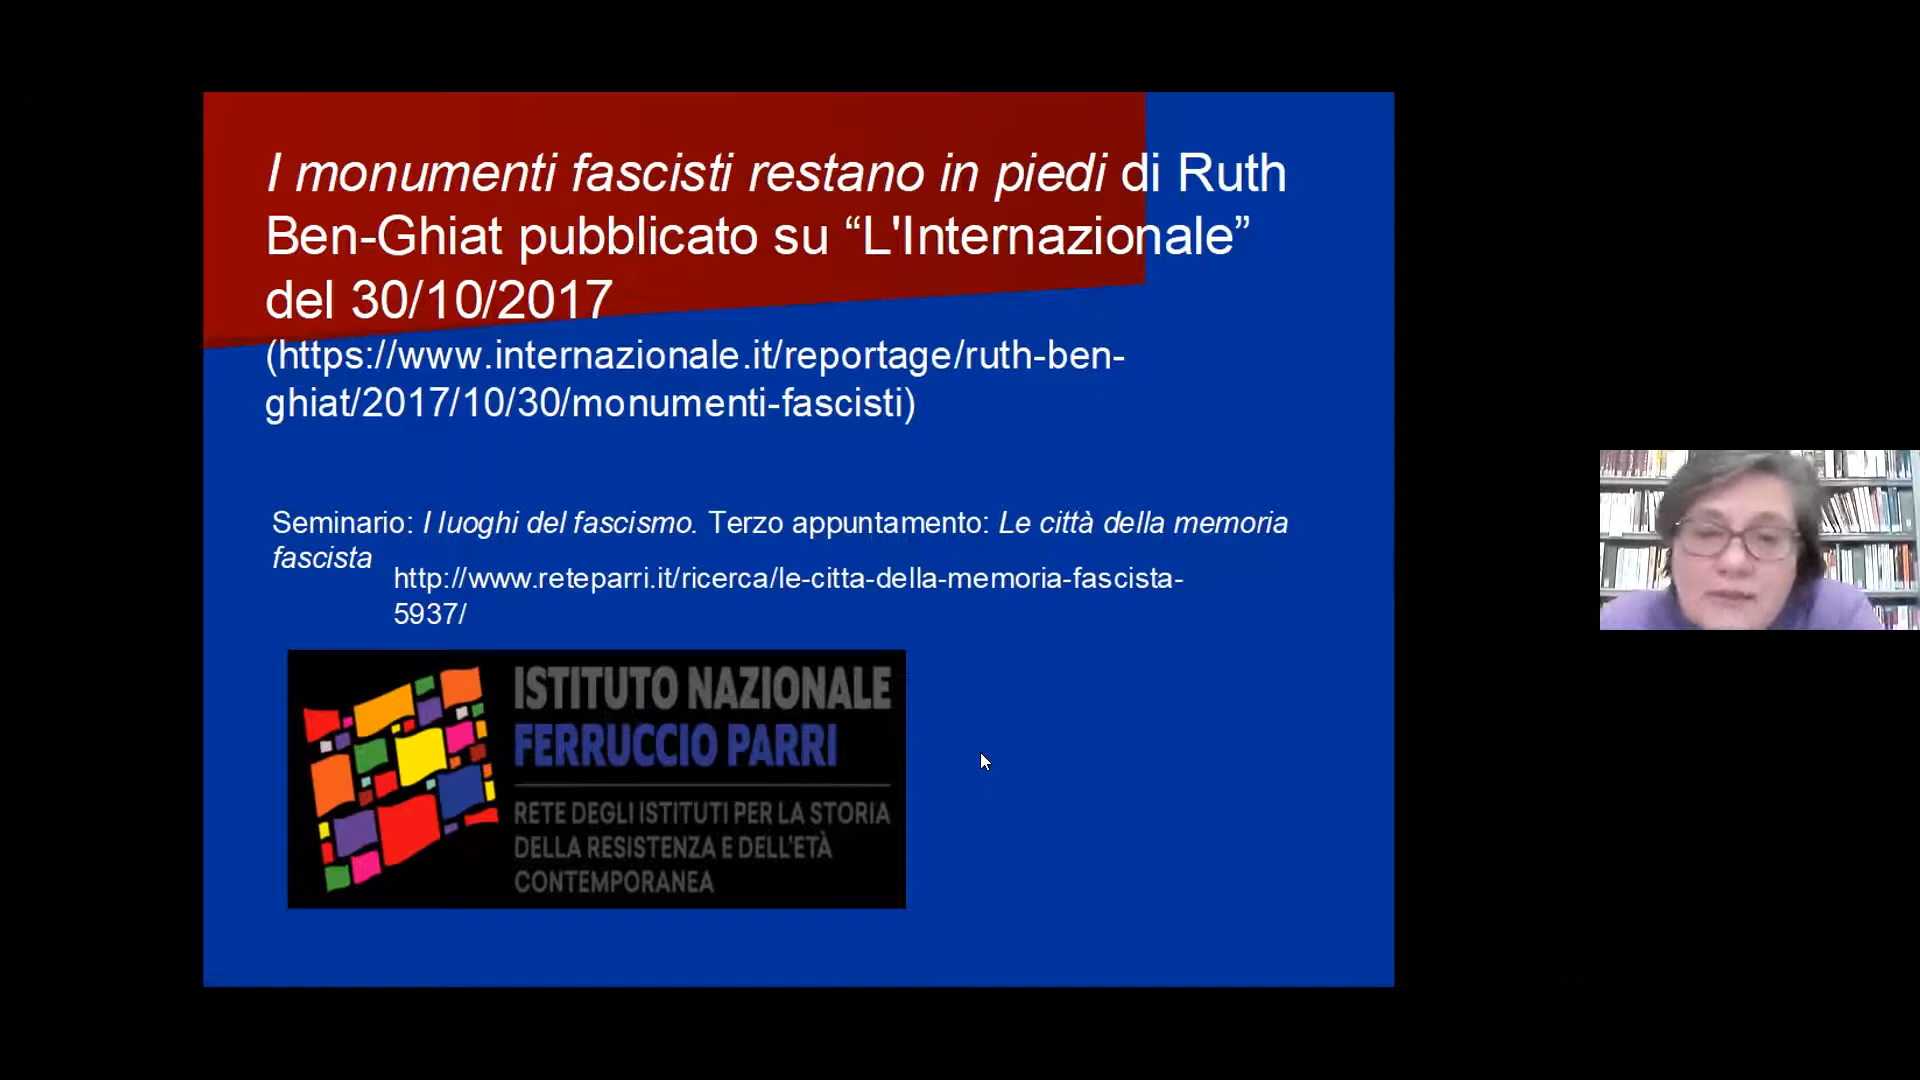 I monumenti fascisti restano in piedi di Ruth
Ben-Ghiat pubblicato su “L'Internazionale”
del 30/10/2017
(https://www.internazionale.it/reportage/ruth-ben-
ghiat/2017/10/30/monumenti-fascisti)
Seminario: I luoghi del fascismo. Terzo appuntamento: Le città della memoria
fascista
http://www.reteparri.it/ricerca/le-citta-della-memoria-fascista-
5937/
ISTITUTO NAZIONALE
FERRUCCIO PARRI
RETE DEGLI ISTITUTI PER LA STORIA
DELLA RESISTENZA E DELL'ETÀ
CONTEMPORANEA